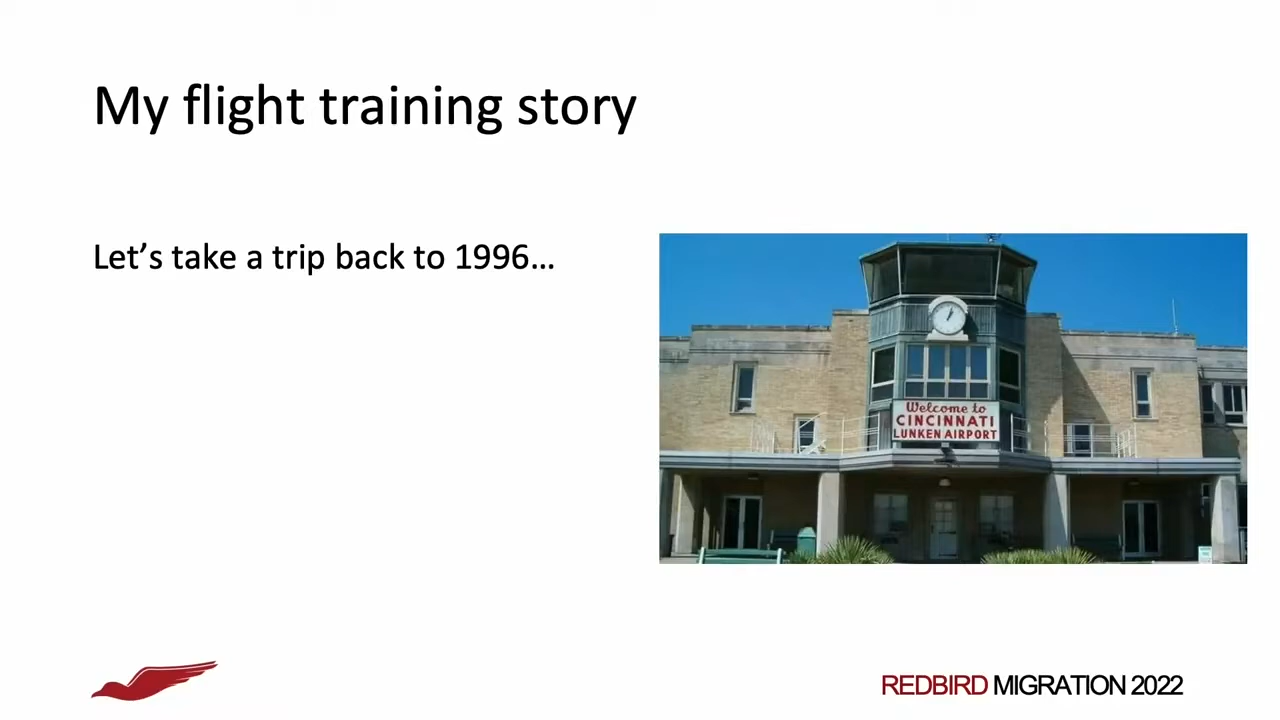 My flight training story
Let’s take a trip back to 1996…
Welcome to
CINCINNATI
LUNKEN AIRPORT
REDBIRD MIGRATION 2022